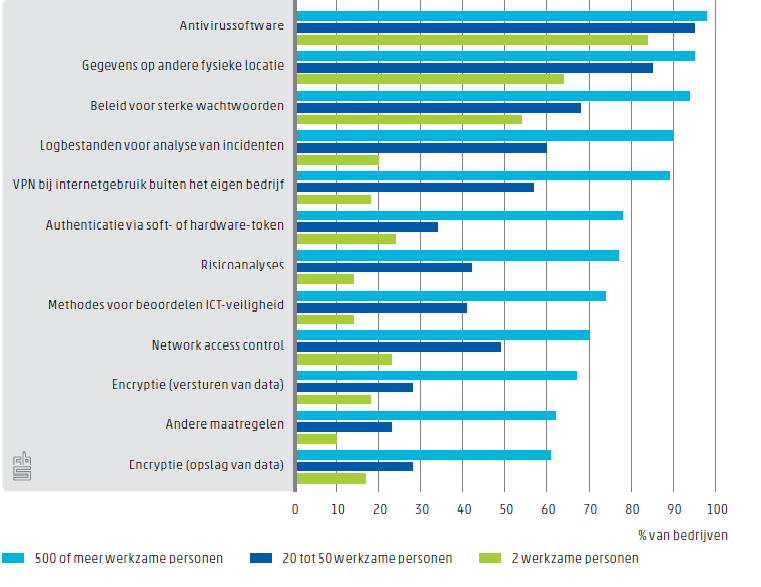 Antivirussoftware
Gegevens op andere fysieke locatie
Beleid voor sterke wachtwoorden
Logbestanden voor analyse van incidenten
VPN bij internetgebruik buiten het eigen bedrijf
Authenticatie via soft- of hardware-token
Risicoanalyses
Methodes voor beoordelen ICT-veiligheid
Network access control
Encryptie (versturen van data)
Andere maatregelen
Encryptie (opslag van data)
0 10 20 30 40 50 60 70 80 90 100
% van bedrijven
500 of meer werkzame personen 20 tot 50 werkzame personen 2 werkzame personen